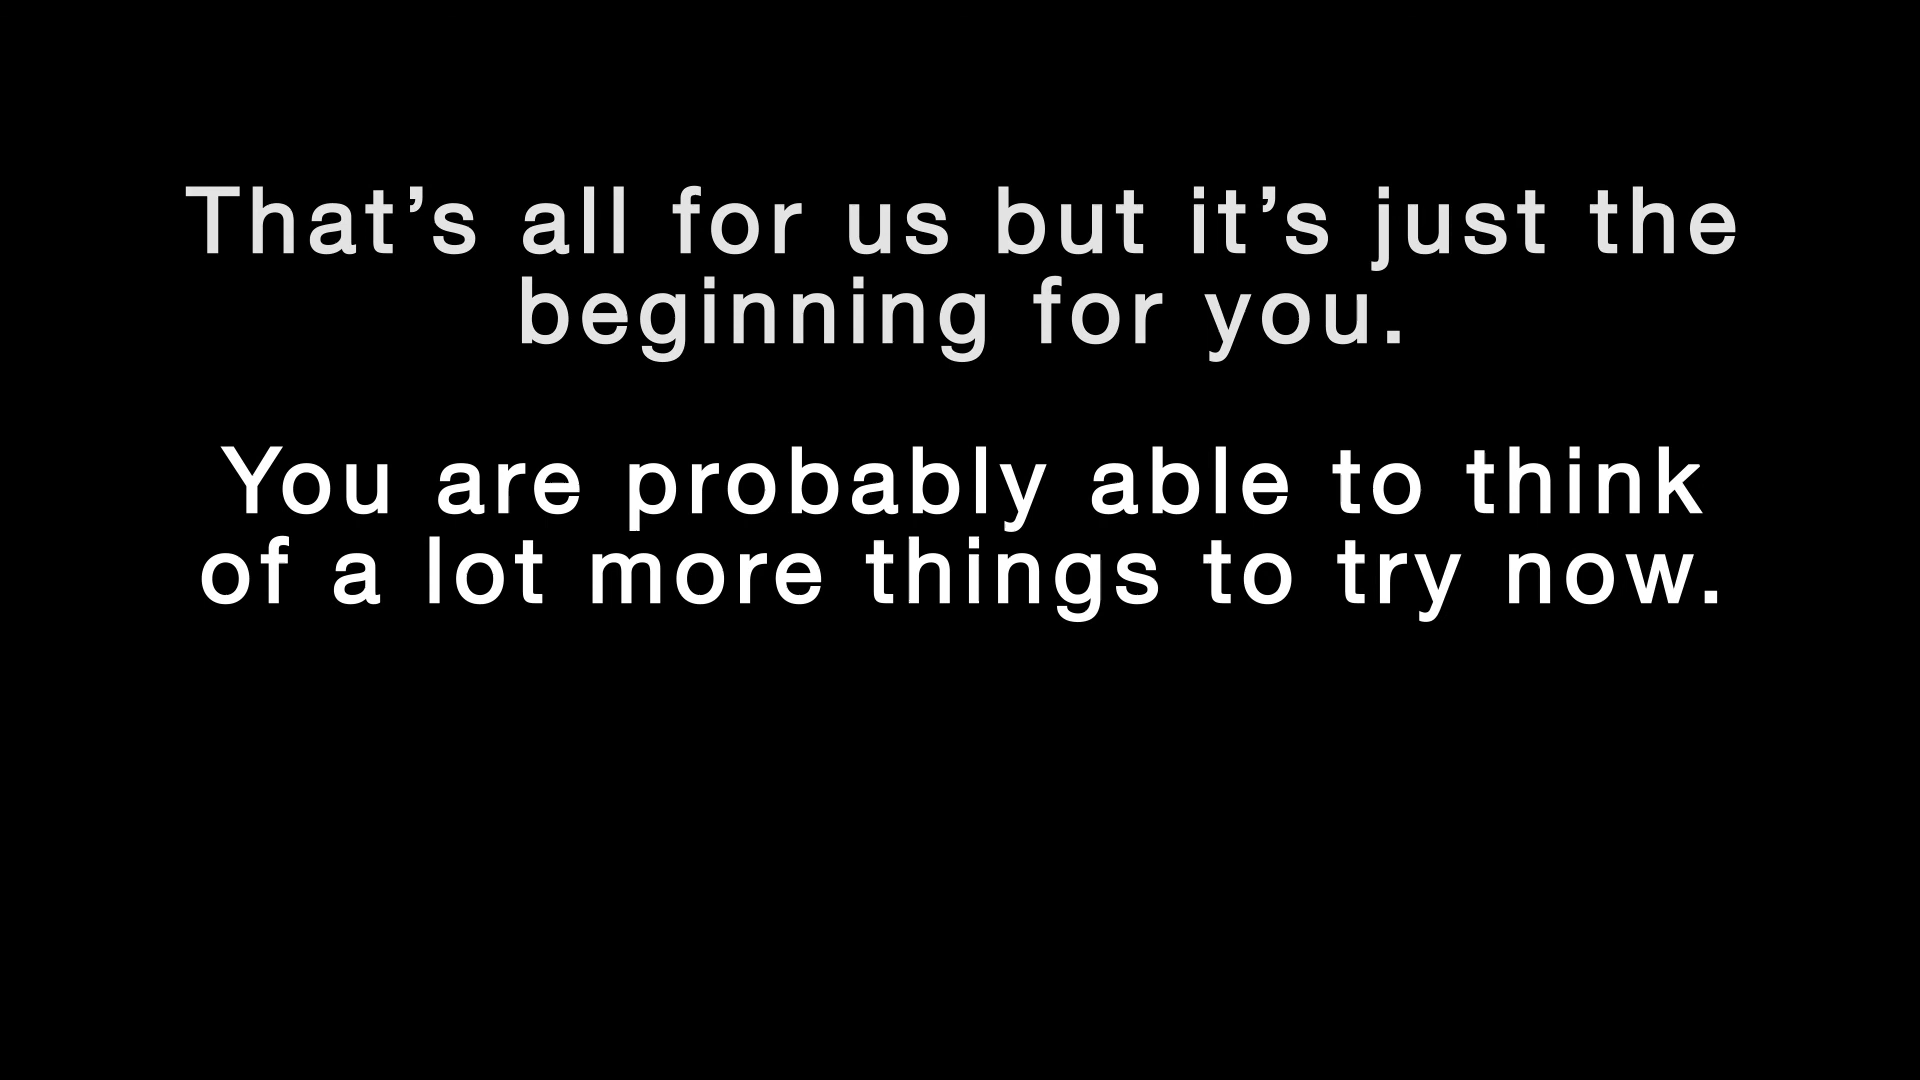 That’s all for us but it’s just the
beginning for you.
You are probably able to think
of a lot more things to try now.